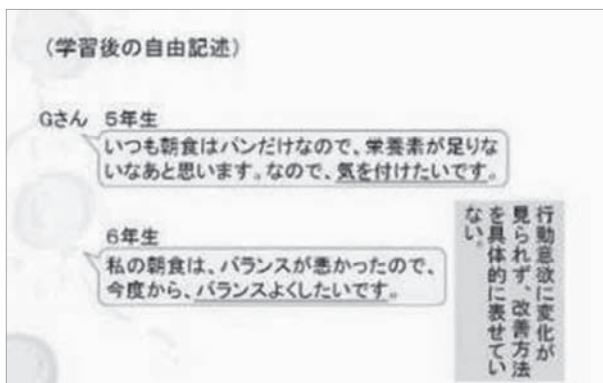 (学習後の自由記述)
Gさん 5年生
いつも朝食はパンだけなので、栄養素が足りな
いなあと思います。なので、気を付けたいです。
6年生
私の朝食は、バランスが悪かったので、
今度から、バランスよくしたいです。
行動意欲に変化が
見られず、改善方法
を具体的に表せてい
ない。